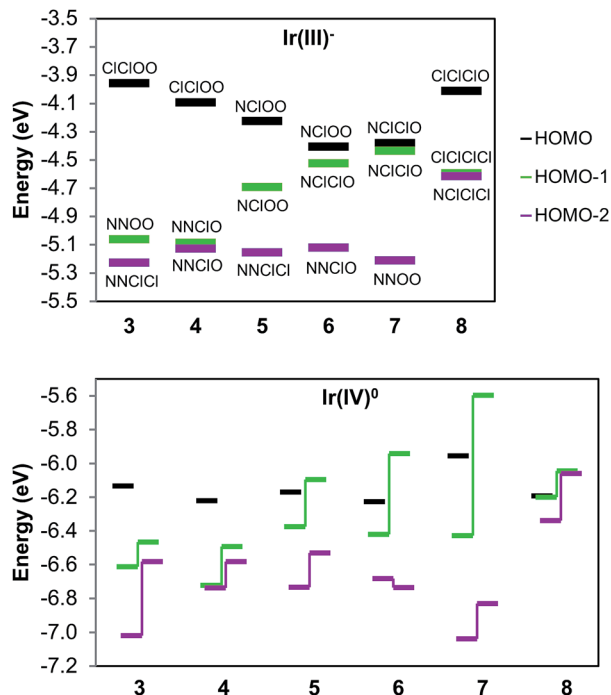 Ir(III)-
Energy (eV)
-3.5
-3.7
-3.9
-4.1
-4.3
-4.5
-4.7
-4.9
-5.1
-5.3
-5.5
ClClOO
ClClOO
NClOO
NClOO
NClClO
ClClClO
NClOO
NClClO
NClClO
ClClClCl
NClClCl
NNOO
NNClO
NNClCl
NNClO
NNClCl
NNClO
NNOO
3 4 5 6 7 8
HOMO
HOMO-1
HOMO-2
Ir(IV)0
Energy (eV)
-5.6
-5.8
-6.0
-6.2
-6.4
-6.6
-6.8
-7.0
-7.2
3 4 5 6 7 8